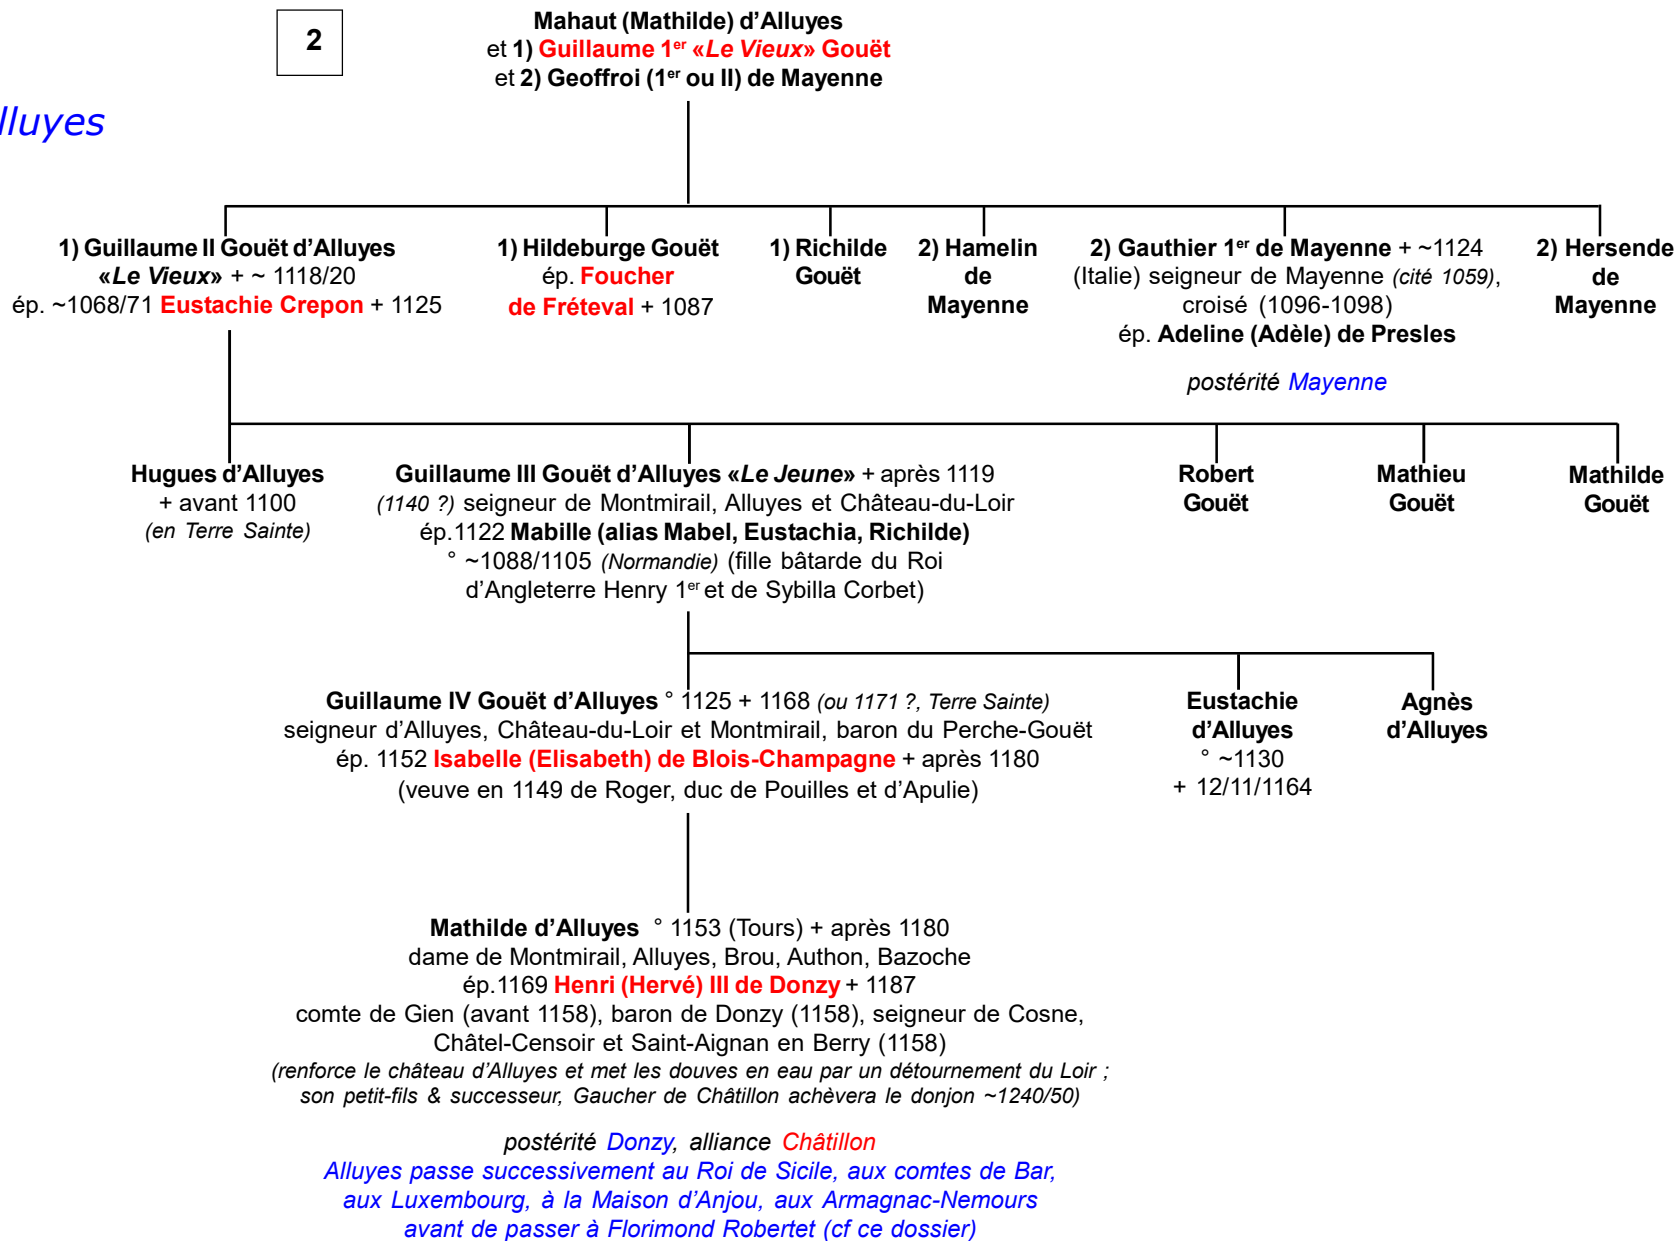 2
Mahaut (Mathilde) d’Alluyes
et 1) Guillaume 1er «Le Vieux» Gouët
et 2) Geoffroi (1er ou II) de Mayenne
lluyes
1) Guillaume II Gouët d’Alluyes
«Le Vieux» + ~ 1118/20
ép. ~1068/71 Eustachie Crepon + 1125
1) Hildeburge Gouët
ép. Foucher
de Fréteval + 1087
1) Richilde
Gouët
2) Hamelin
de
Mayenne
2) Gauthier 1er de Mayenne + ~1124
(Italie) seigneur de Mayenne (cité 1059),
croisé (1096-1098)
ép. Adeline (Adèle) de Presles
postérité Mayenne
2) Hersende
de
Mayenne
Hugues d’Alluyes
+ avant 1100
(en Terre Sainte)
Guillaume III Gouët d’Alluyes «Le Jeune» + après 1119
(1140 ?) seigneur de Montmirail, Alluyes et Château-du-Loir
ép.1122 Mabille (alias Mabel, Eustachia, Richilde)
° ~1088/1105 (Normandie) (fille bâtarde du Roi
d’Angleterre Henry 1er et de Sybilla Corbet)
Robert
Gouët
Mathieu
Gouët
Mathilde
Gouët
Guillaume IV Gouët d’Alluyes ° 1125 + 1168 (ou 1171 ?, Terre Sainte)
seigneur d’Alluyes, Château-du-Loir et Montmirail, baron du Perche-Gouët
ép. 1152 Isabelle (Elisabeth) de Blois-Champagne + après 1180
(veuve en 1149 de Roger, duc de Pouilles et d’Apulie)
Eustachie
d’Alluyes
° ~1130
+ 12/11/1164
Agnès
d’Alluyes
Mathilde d’Alluyes ° 1153 (Tours) + après 1180
dame de Montmirail, Alluyes, Brou, Authon, Bazoche
ép.1169 Henri (Hervé) III de Donzy + 1187
comte de Gien (avant 1158), baron de Donzy (1158), seigneur de Cosne,
Châtel-Censoir et Saint-Aignan en Berry (1158)
(renforce le château d’Alluyes et met les douves en eau par un détournement du Loir ;
son petit-fils & successeur, Gaucher de Châtillon achèvera le donjon ~1240/50)
postérité Donzy, alliance Châtillon
Alluyes passe successivement au Roi de Sicile, aux comtes de Bar,
aux Luxembourg, à la Maison d’Anjou, aux Armagnac-Nemours
avant de passer à Florimond Robertet (cf ce dossier)